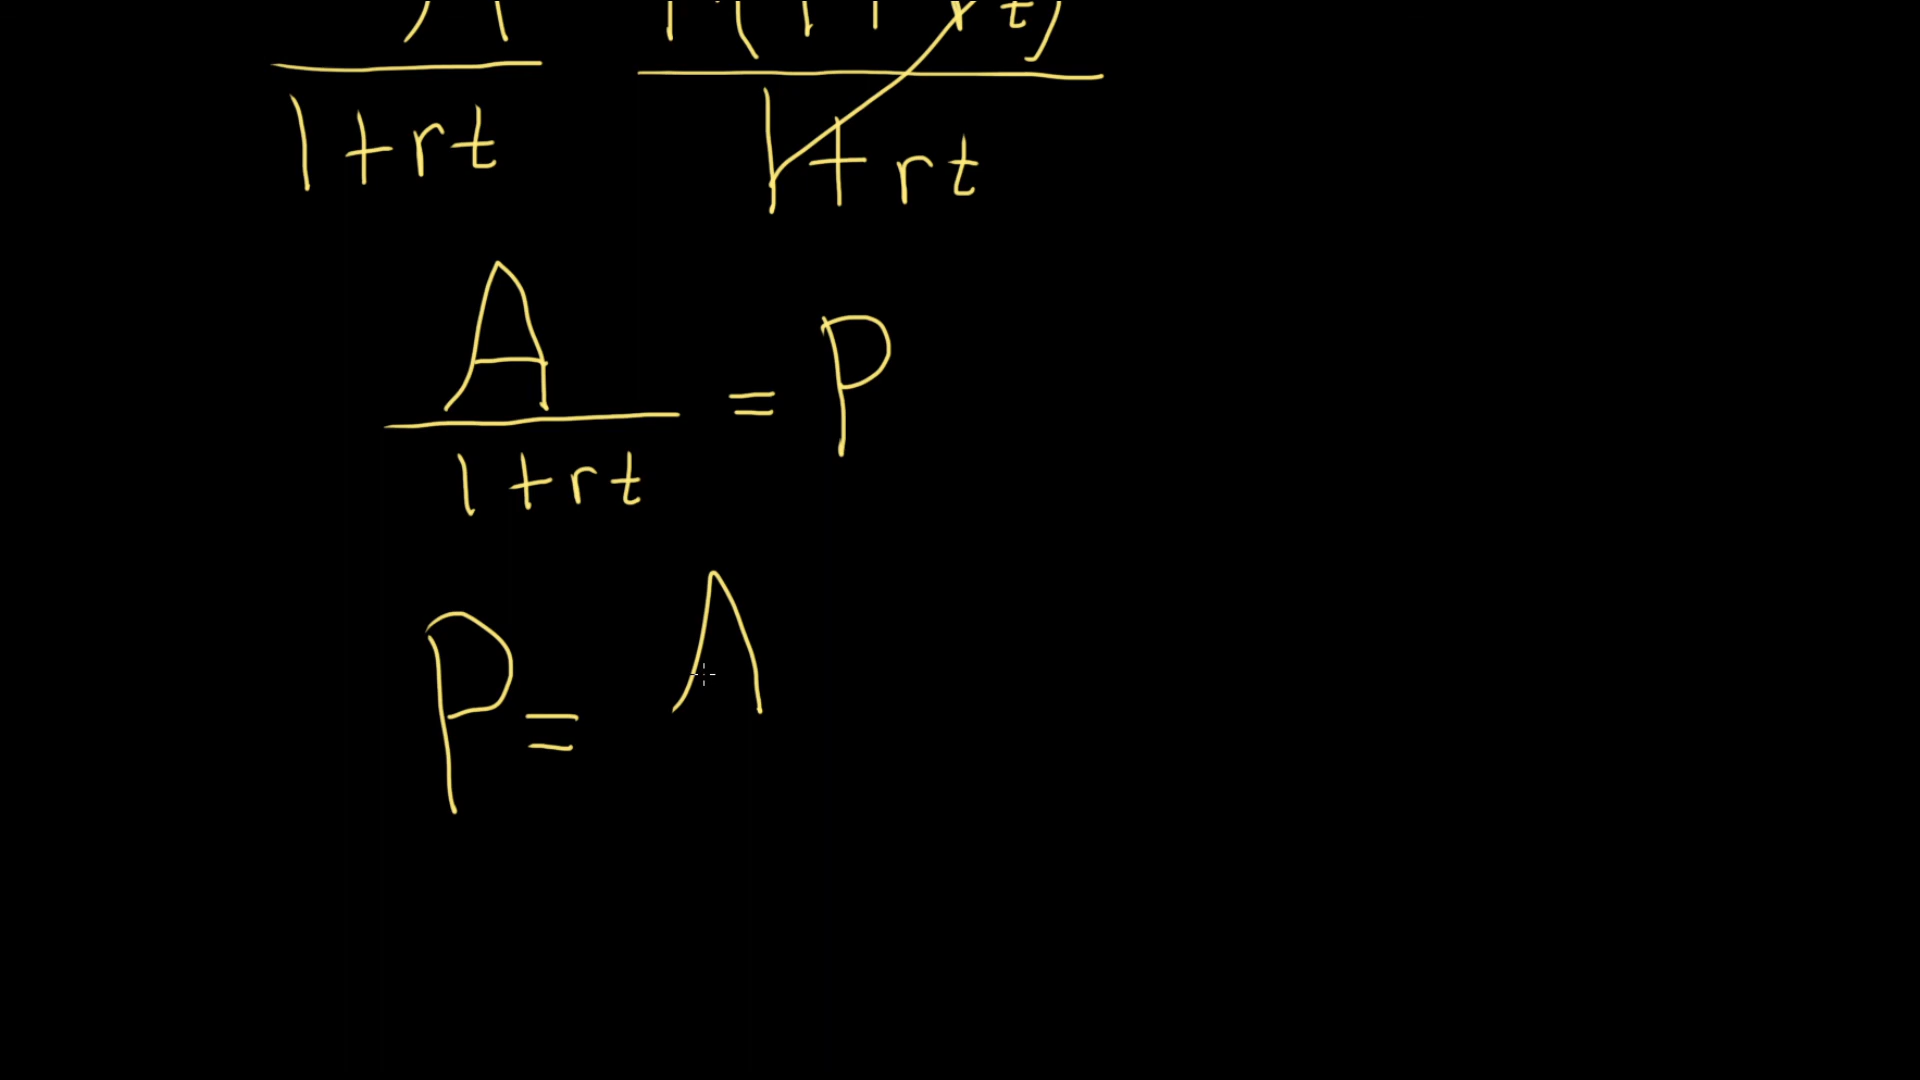 1+rt 1+rt
A/(1+rt) = P
P =